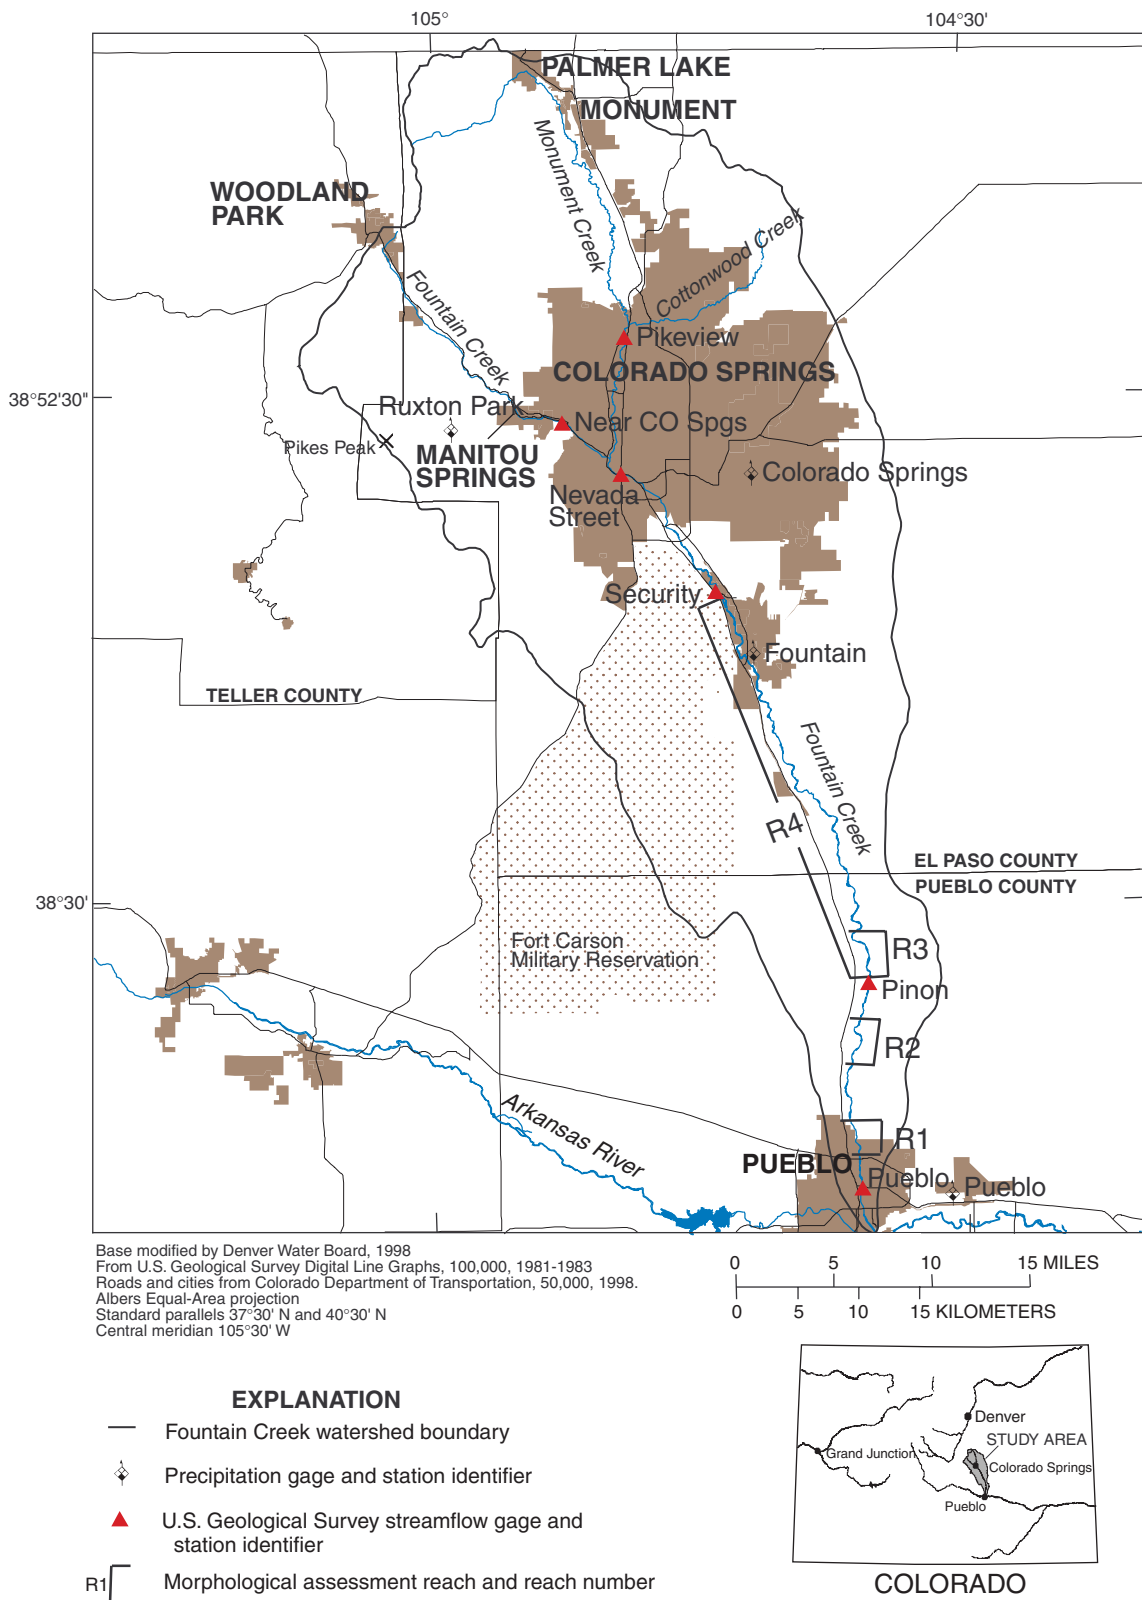 105°
104°30'
PALMER LAKE
MONUMENT
Monument Creek
WOODLAND
PARK
Cottonwood Creek
Fountain Creek
Pikeview
COLORADO SPRINGS
38°52'30"
Ruxton Park
Near CO Spgs
Pikes Peak
MANITOU
SPRINGS
Colorado Springs
Nevada
Street
Security
Fountain
TELLER COUNTY
Fountain Creek
R4
EL PASO COUNTY
PUEBLO COUNTY
38°30'
Fort Carson
Military Reservation
R3
Pinon
R2
Arkansas River
R1
PUEBLO
Pueblo
Pueblo
Base modified by Denver Water Board, 1998
From U.S. Geological Survey Digital Line Graphs, 100,000, 1981-1983
Roads and cities from Colorado Department of Transportation, 50,000, 1998.
Albers Equal-Area projection
Standard parallels 37°30' N and 40°30' N
Central meridian 105°30' W
0 5 10 15 MILES
0 5 10 15 KILOMETERS
EXPLANATION
Fountain Creek watershed boundary
Precipitation gage and station identifier
U.S. Geological Survey streamflow gage and
station identifier
R1 Morphological assessment reach and reach number
Denver
STUDY AREA
Grand Junction
Colorado Springs
Pueblo
COLORADO